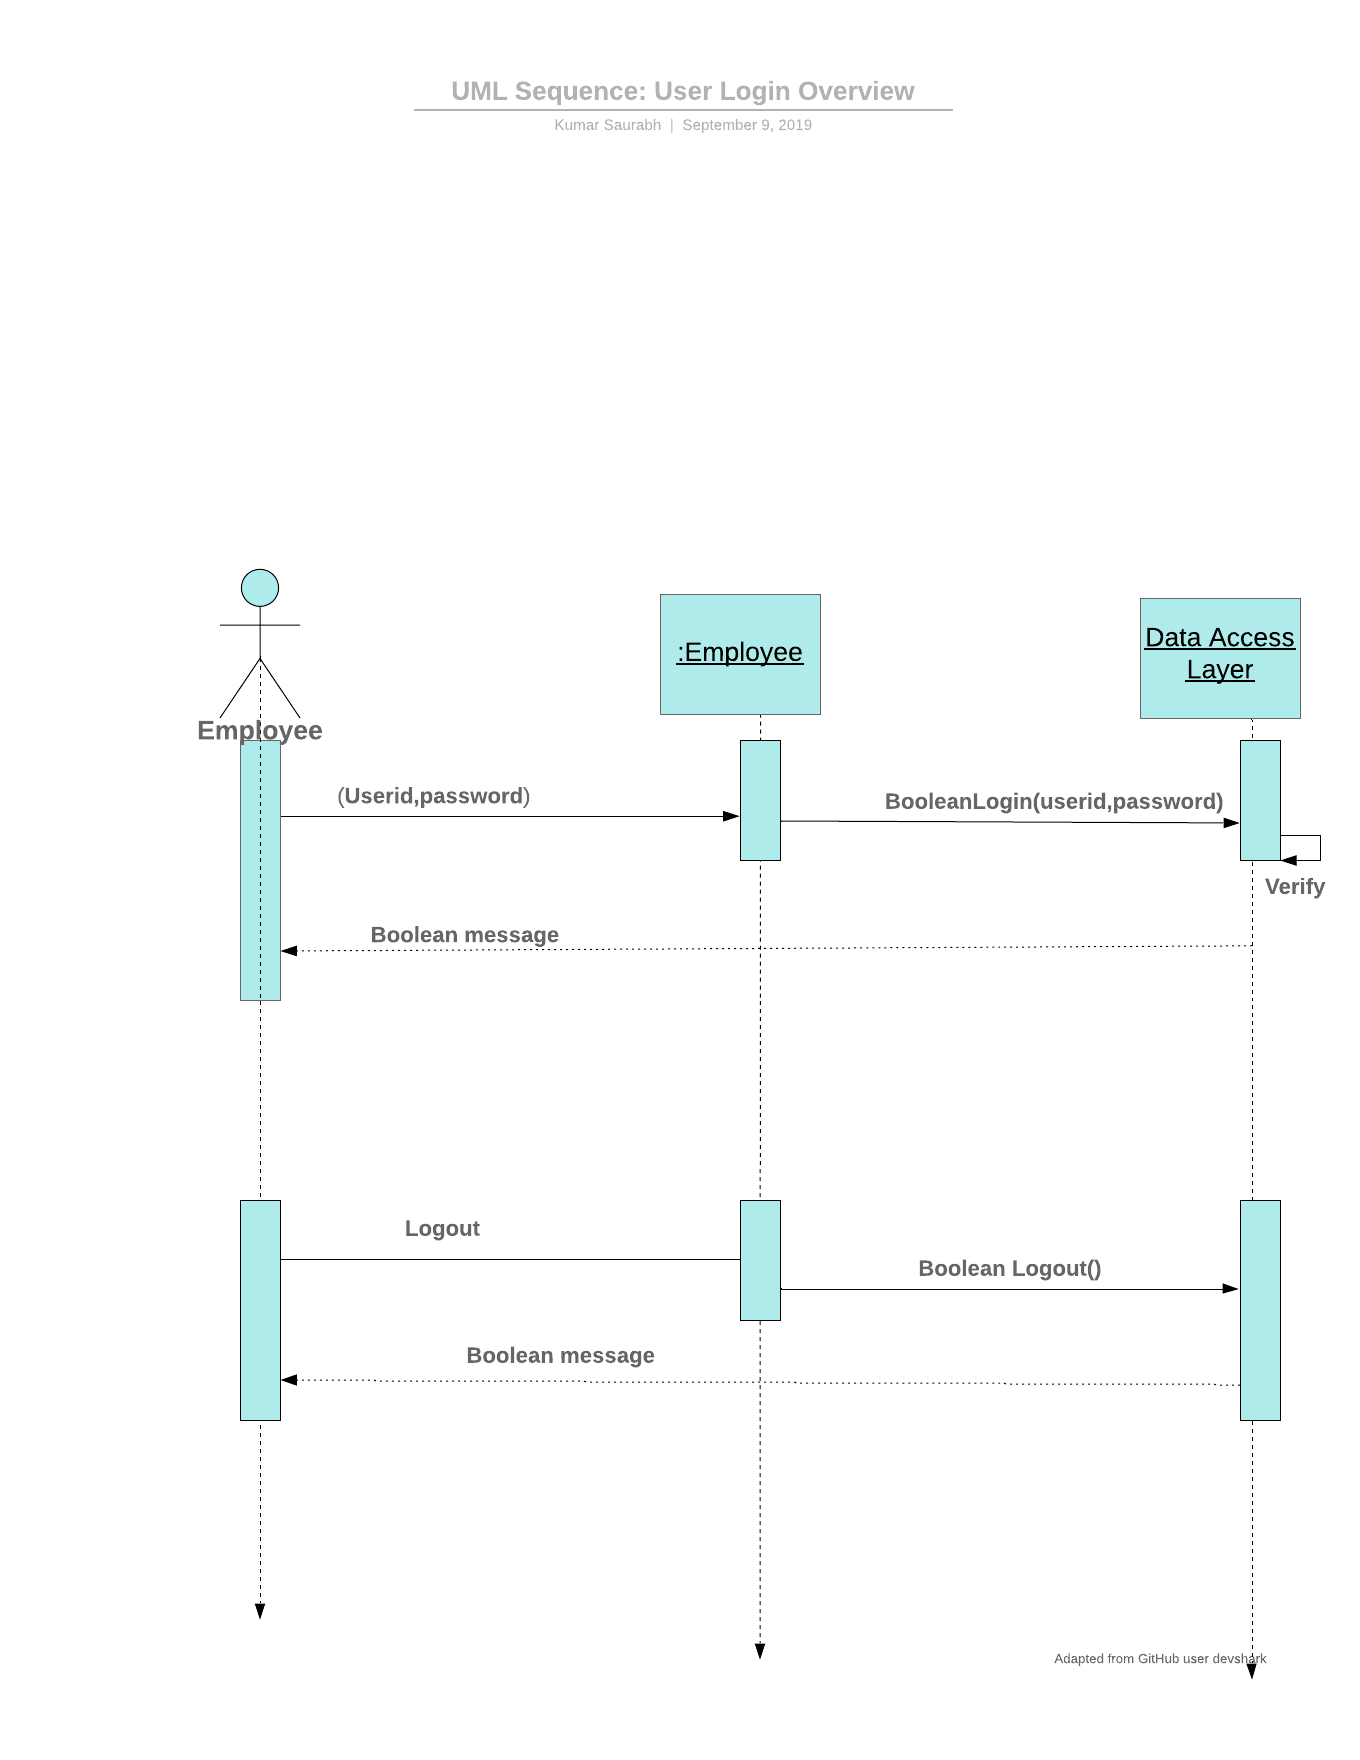 UML Sequence: User Login Overview
Kumar Saurabh | September 9, 2019
:Employee
Data Access
Layer
Employee
(Userid,password)
BooleanLogin(userid,password)
Verify
Boolean message
Logout
Boolean Logout()
Boolean message
Adapted from GitHub user devshark